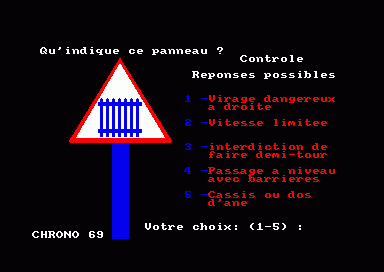 Qu'indique ce panneau ?
Controle
Reponses possibles
1 →Virage dangereux
a droite
2 →Vitesse limitee
3 →interdiction de
faire demi-tour
4 →Passage a niveau
avec barrieres
5 →Cassis ou dos
d'ane
Votre choix: (1-5) :
CHRONO 69